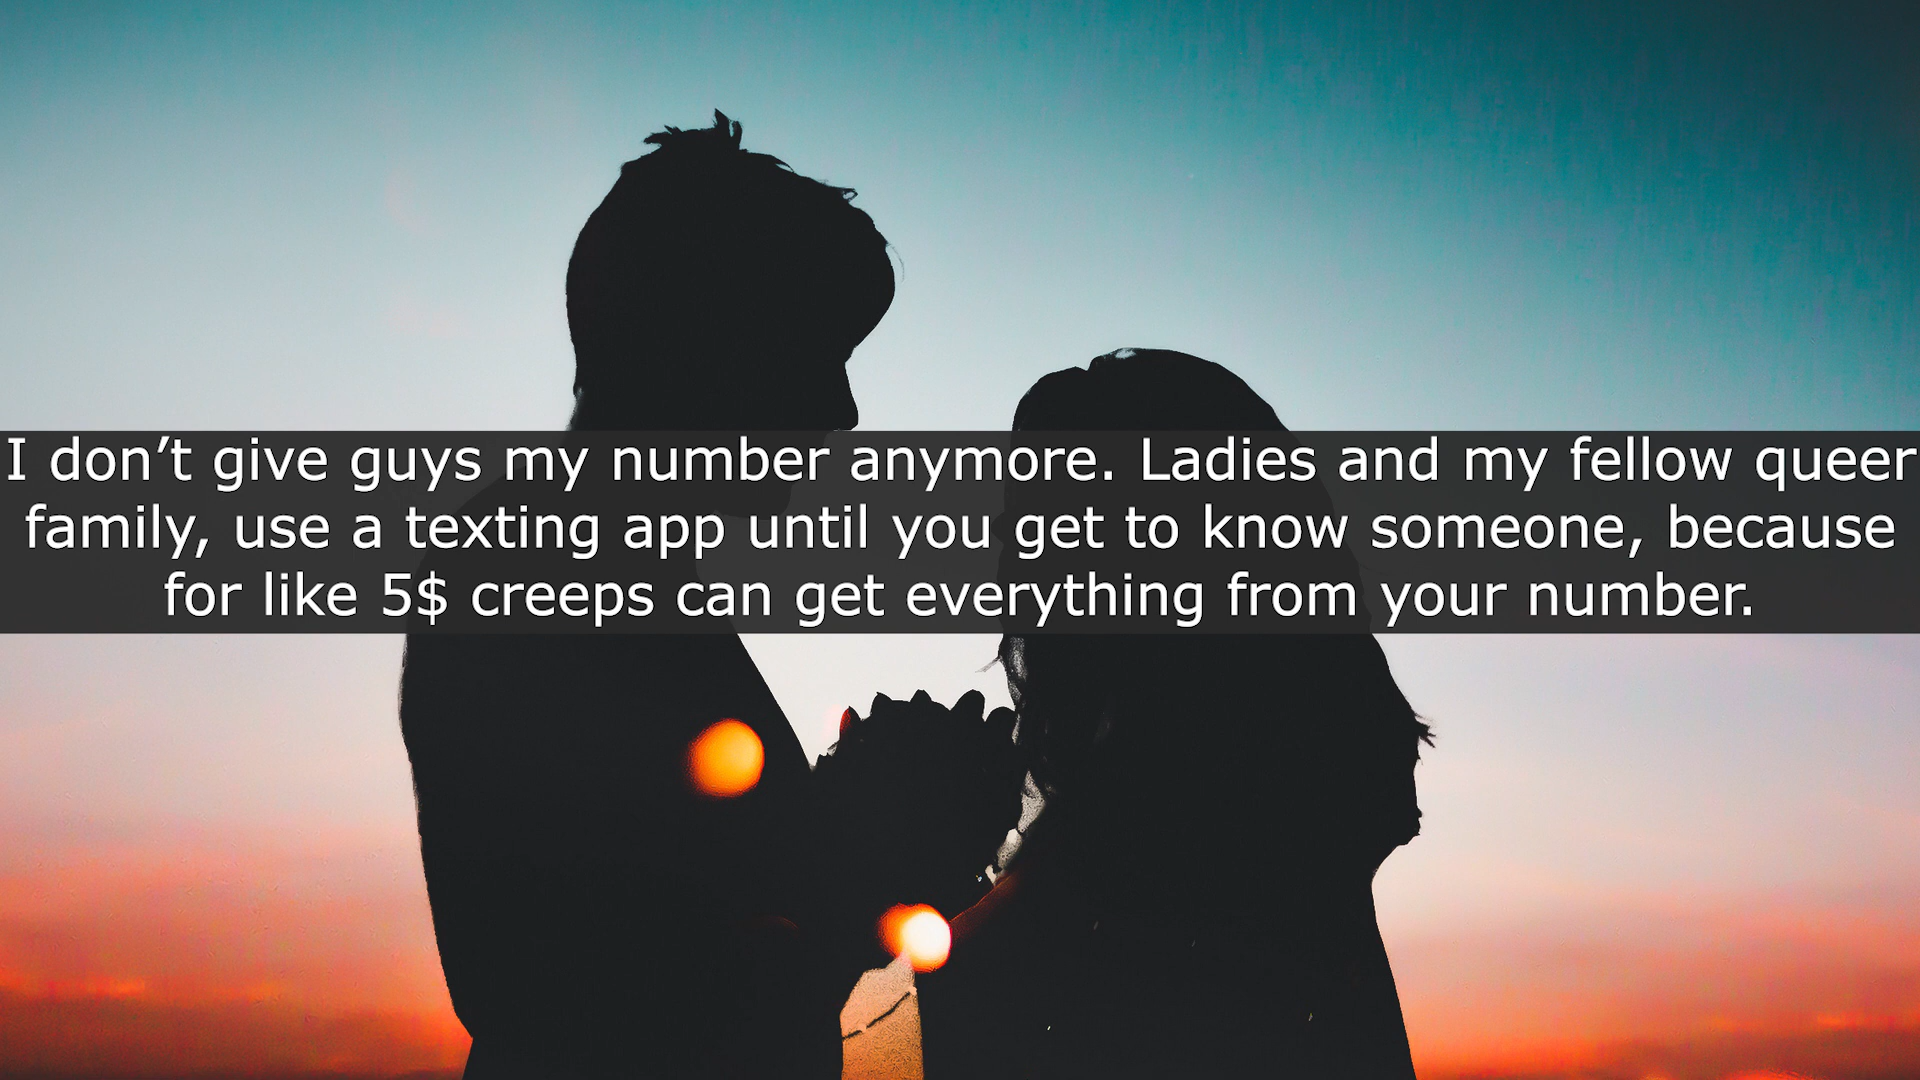 I don’t give guys my number anymore. Ladies and my fellow queer
family, use a texting app until you get to know someone, because
for like 5$ creeps can get everything from your number.